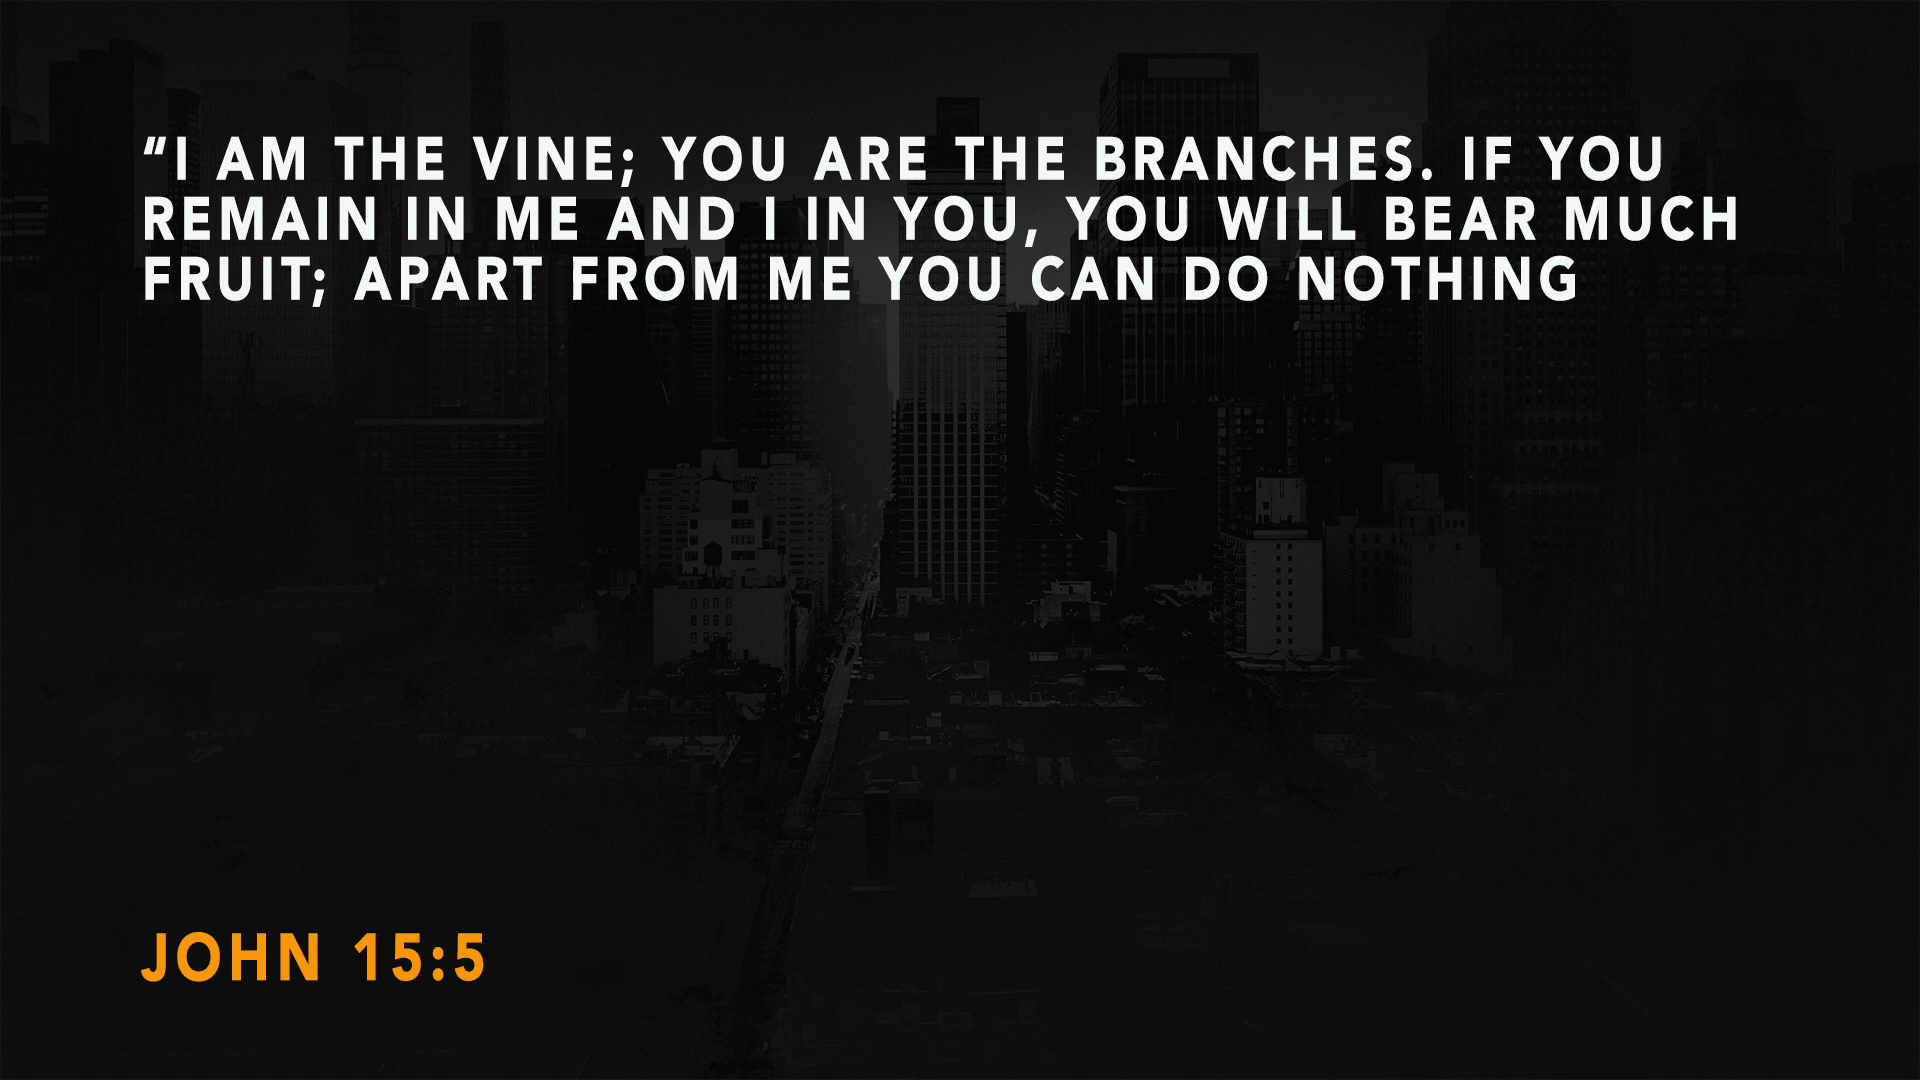 “I AM THE VINE; YOU ARE THE BRANCHES. IF YOU
REMAIN IN ME AND I IN YOU, YOU WILL BEAR MUCH
FRUIT; APART FROM ME YOU CAN DO NOTHING
JOHN 15:5